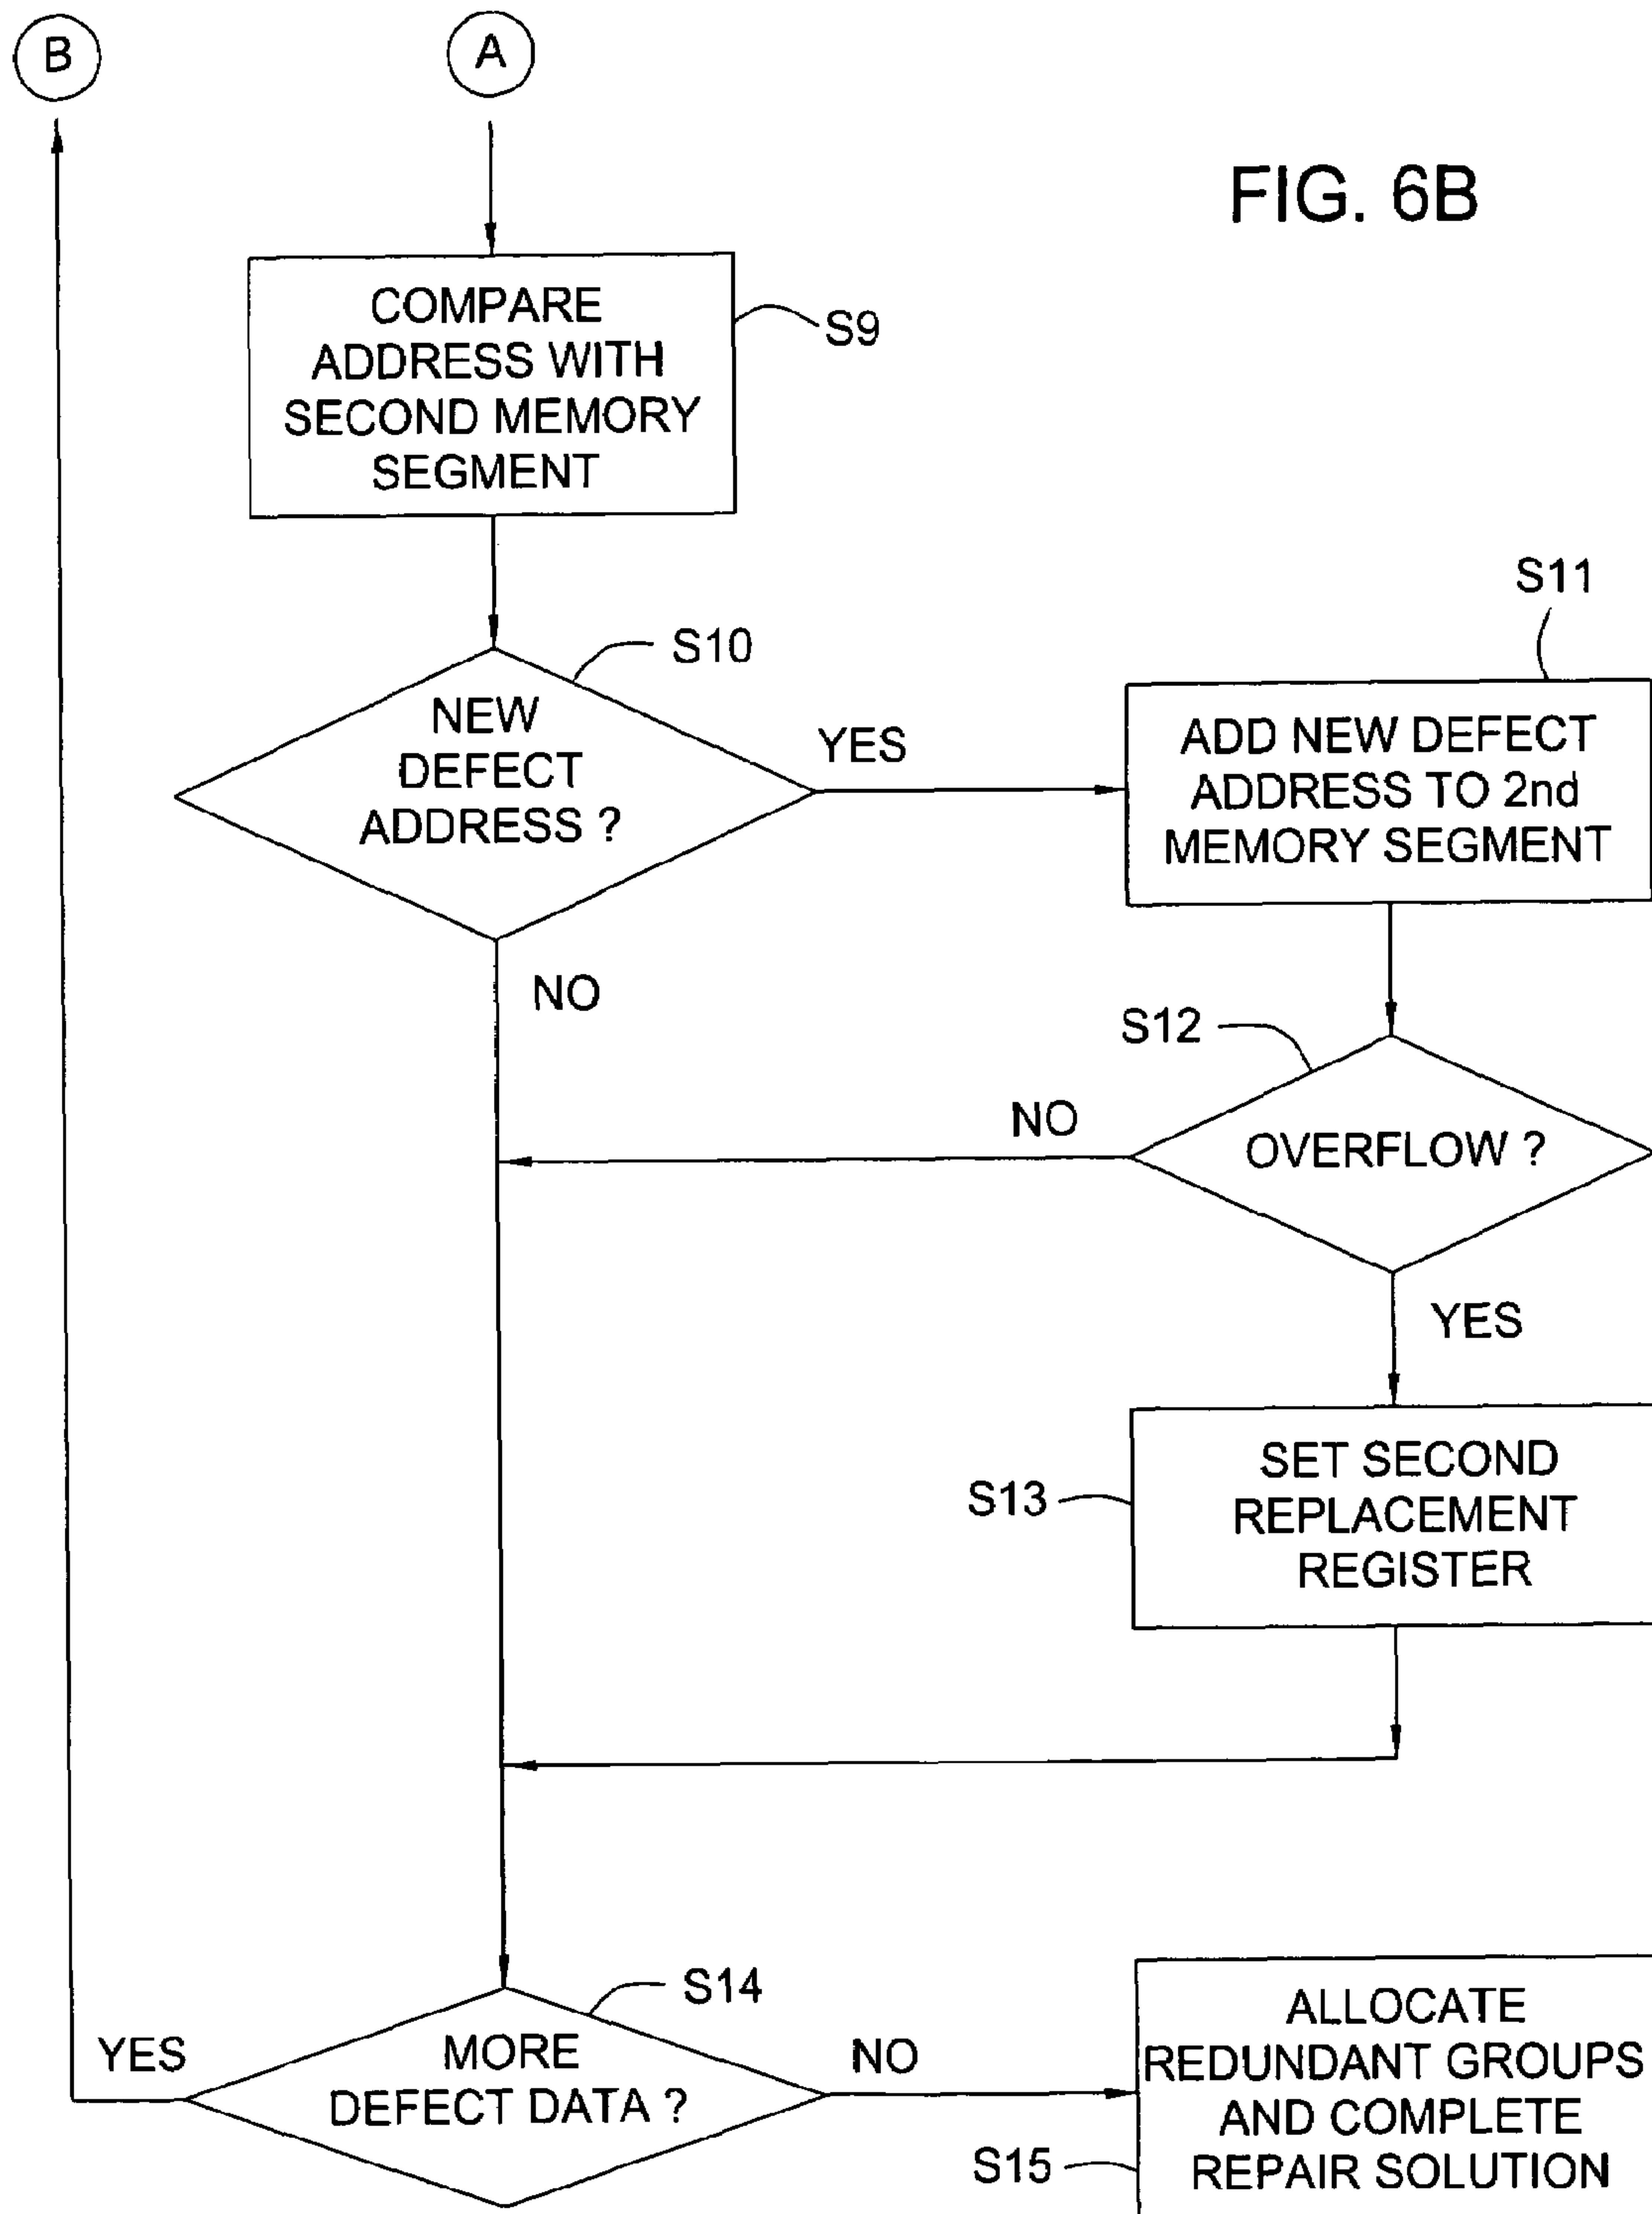 B
A
FIG. 6B
COMPARE
ADDRESS WITH
SECOND MEMORY
SEGMENT
S9
S10
NEW
DEFECT
ADDRESS ?
YES
NO
S11
ADD NEW DEFECT
ADDRESS TO 2nd
MEMORY SEGMENT
S12
OVERFLOW ?
NO
YES
S13
SET SECOND
REPLACEMENT
REGISTER
S14
MORE
DEFECT DATA ?
YES
NO
S15
ALLOCATE
REDUNDANT GROUPS
AND COMPLETE
REPAIR SOLUTION